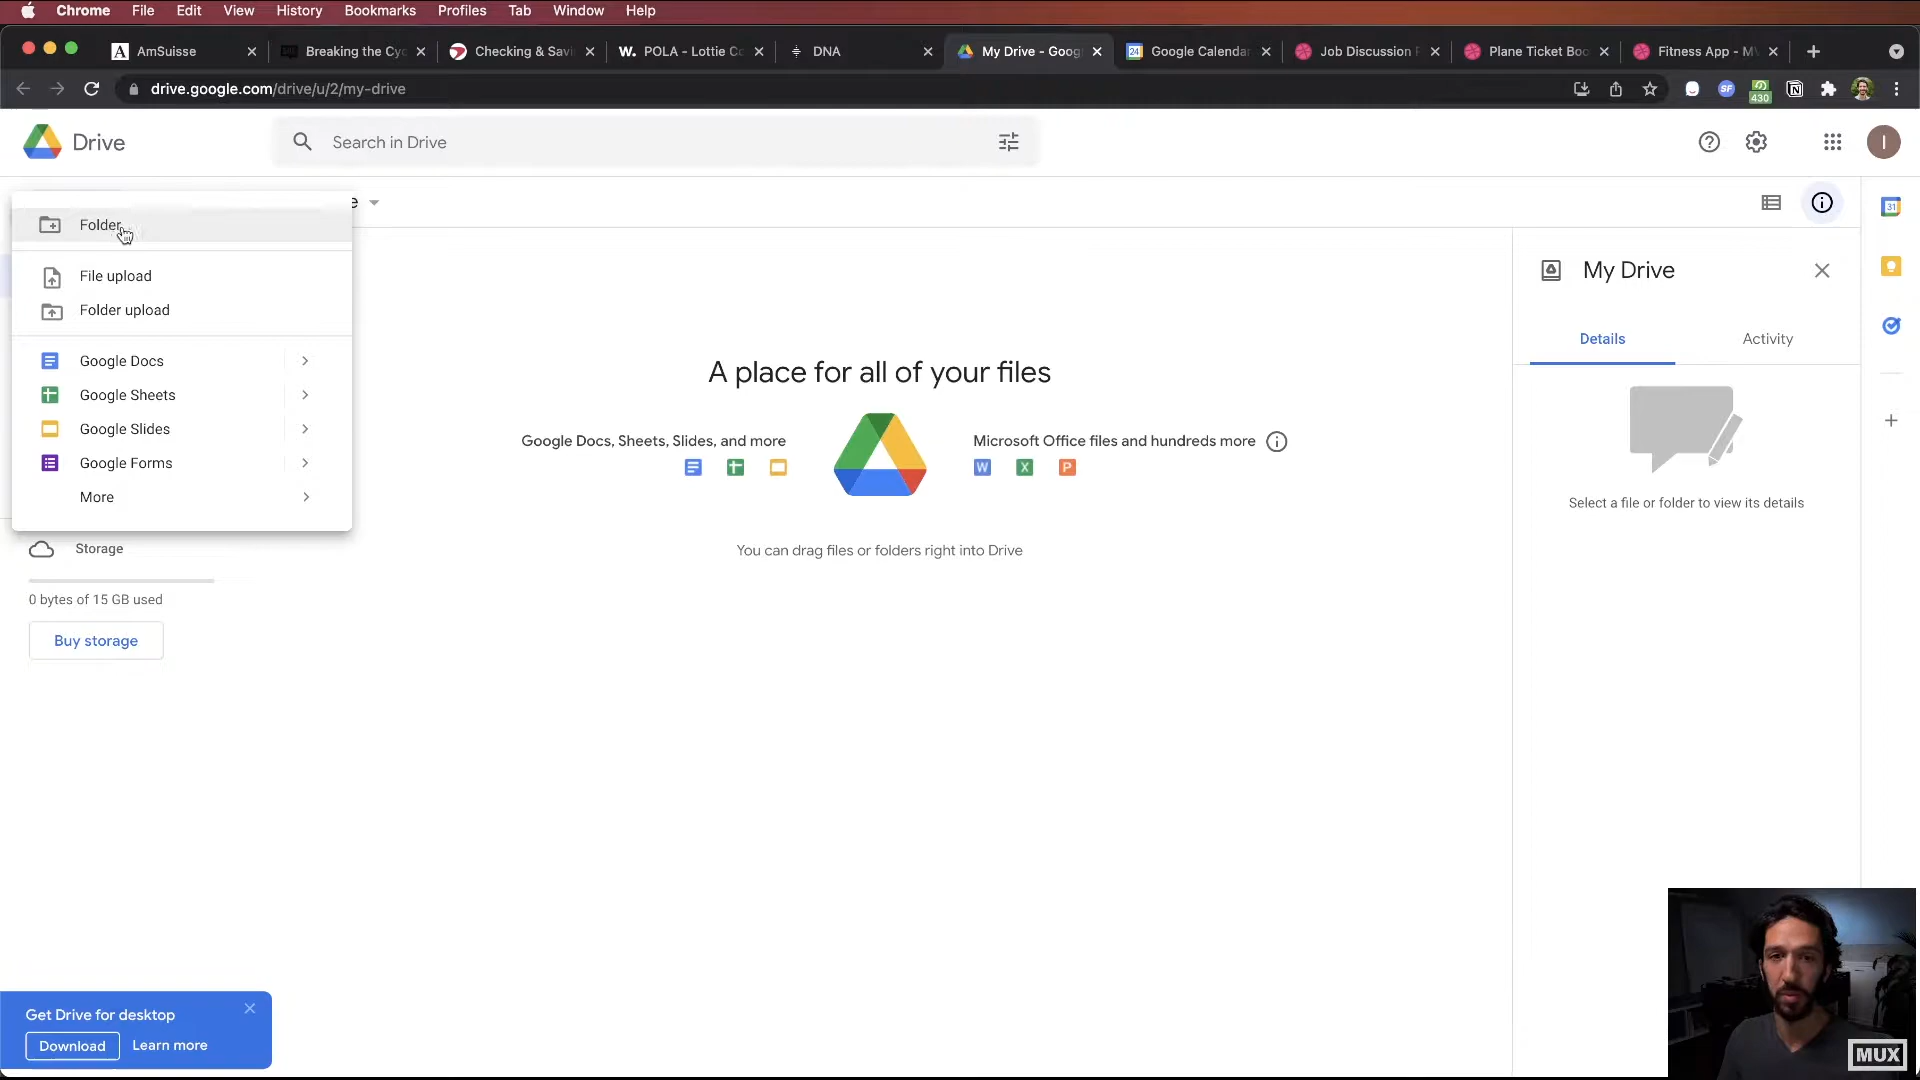 Chrome File Edit View History Bookmarks Profiles Tab Window Help
AmSuisse Breaking the Cyc Checking & Savi POLA - Lottie Co DNA My Drive - Goog Google Calendar Job Discussion Plane Ticket Boo Fitness App - M
drive.google.com/drive/u/2/my-drive
SF
430
Drive
Search in Drive
I
e
Folder
File upload
Folder upload
Google Docs
Google Sheets
Google Slides
Google Forms
More
Storage
0 bytes of 15 GB used
Buy storage
A place for all of your files
Google Docs, Sheets, Slides, and more
Microsoft Office files and hundreds more
W X P
You can drag files or folders right into Drive
My Drive
Details Activity
Select a file or folder to view its details
31
Get Drive for desktop
Download Learn more
MUX